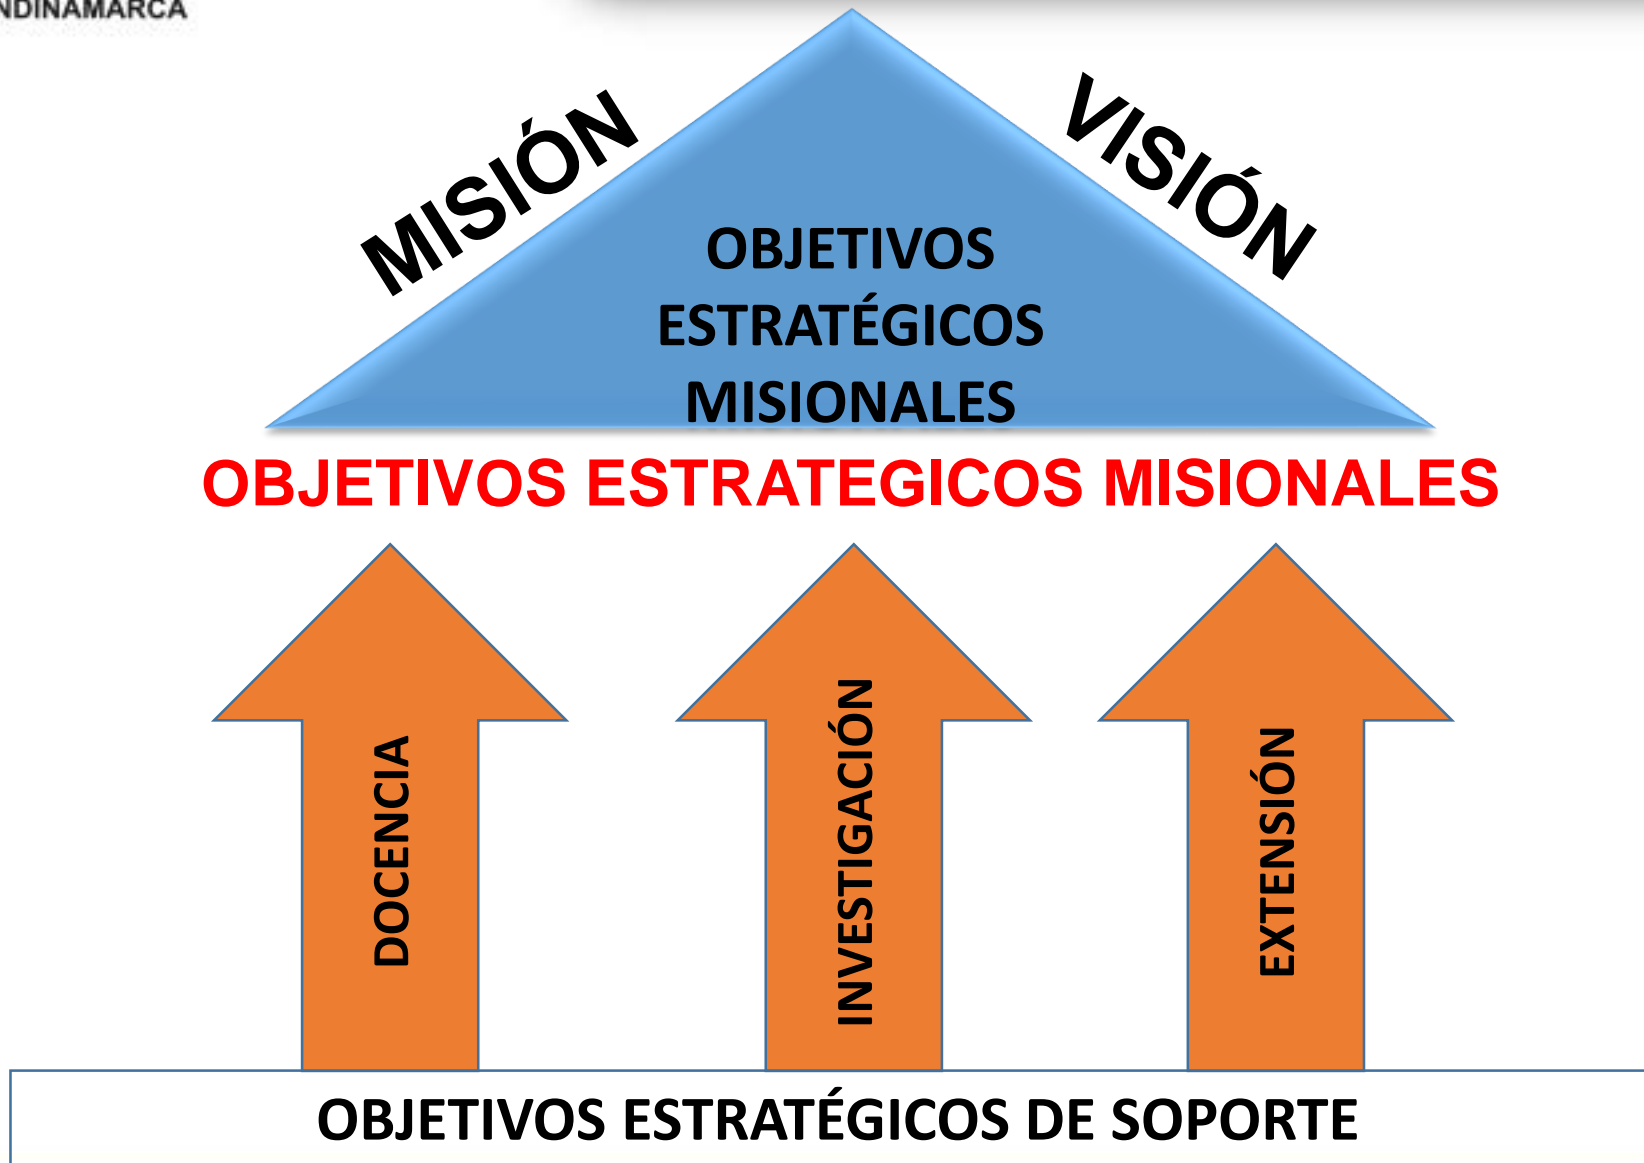 NDINAMARCA
MISIÓN
VISIÓN
OBJETIVOS
ESTRATÉGICOS
MISIONALES
OBJETIVOS ESTRATEGICOS MISIONALES
DOCENCIA
INVESTIGACIÓN
EXTENSIÓN
OBJETIVOS ESTRATÉGICOS DE SOPORTE